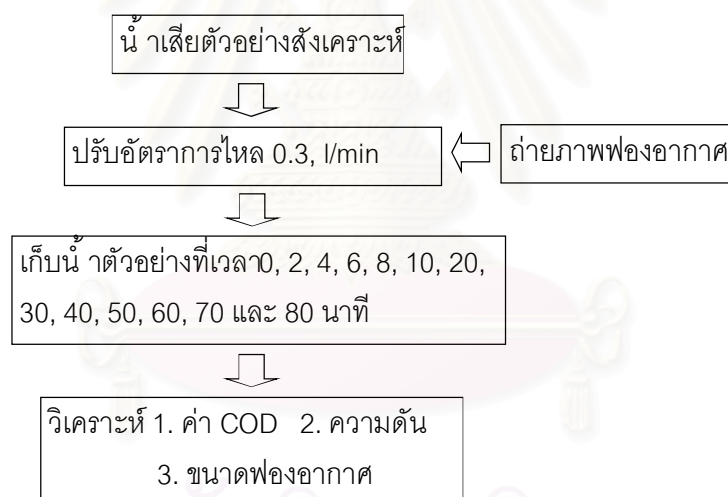 น้ำเสียตัวอย่างสังเคราะห์
ปรับอัตราการไหล 0.3, l/min
ถ่ายภาพฟองอากาศ
เก็บน้ำตัวอย่างที่เวลา0, 2, 4, 6, 8, 10, 20,
30, 40, 50, 60, 70 และ 80 นาที
วิเคราะห์ 1. ค่า COD 2. ความดัน
3. ขนาดฟองอากาศ